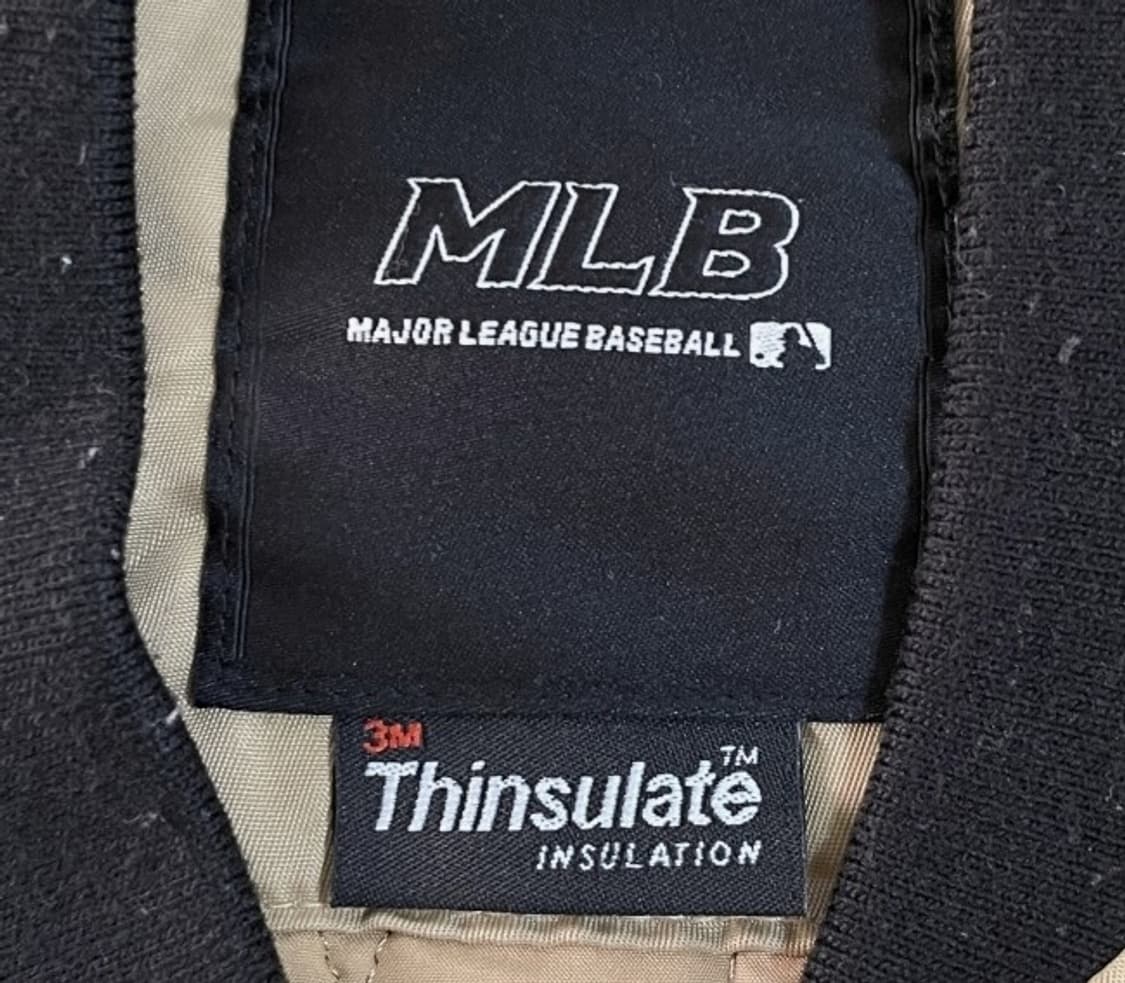 MLB
MAJOR LEAGUE BASEBALL
3M
Thinsulate™
INSULATION